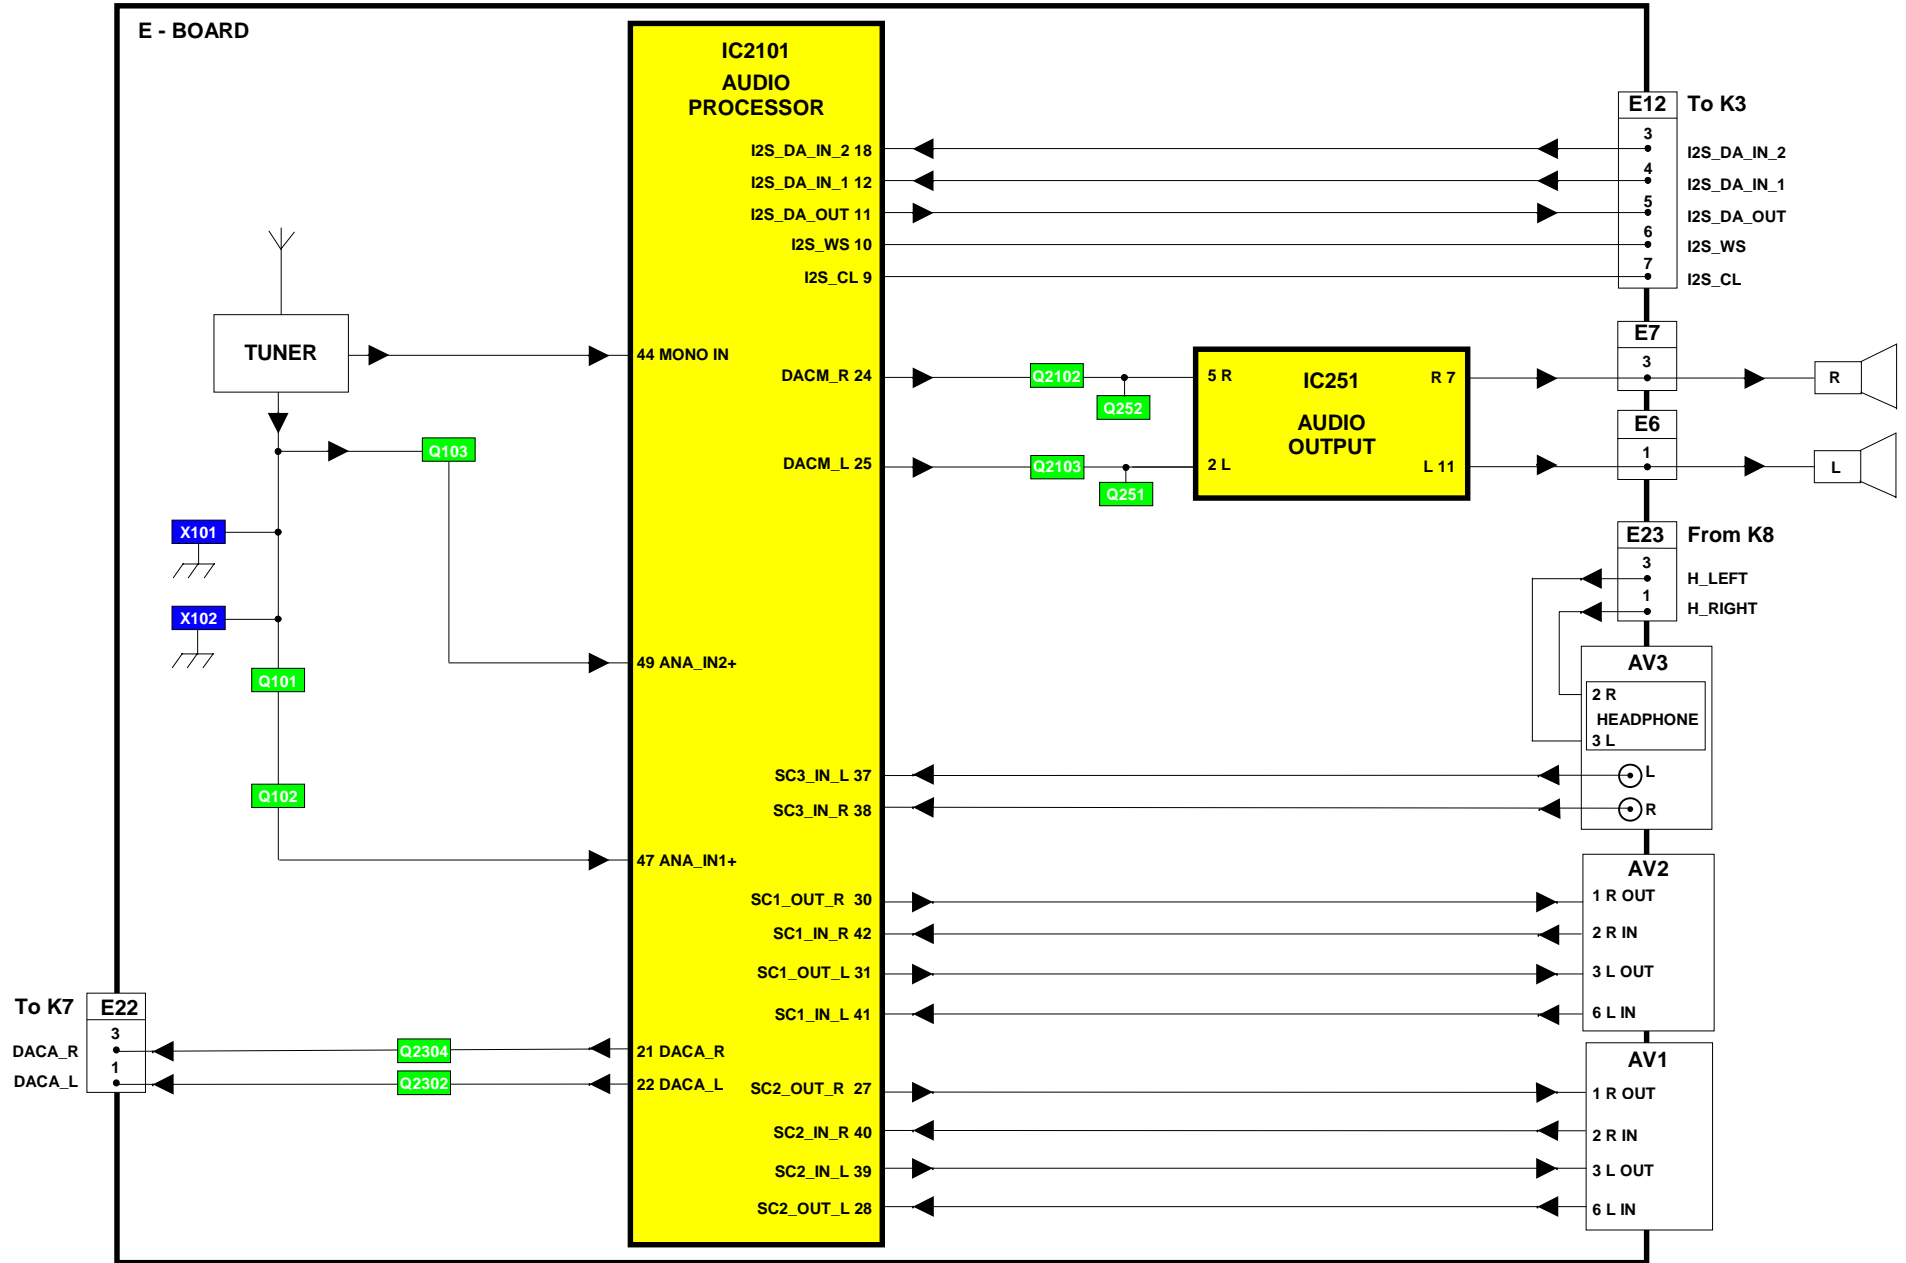 E - BOARD
IC2101
AUDIO
PROCESSOR
I2S_DA_IN_2 18
I2S_DA_IN_1 12
I2S_DA_OUT 11
I2S_WS 10
I2S_CL 9
E12 To K3
3
I2S_DA_IN_2
4
I2S_DA_IN_1
5
I2S_DA_OUT
6
I2S_WS
7
I2S_CL
TUNER
44 MONO IN
DACM_R 24
Q2102
Q252
5 R
IC251
R 7
AUDIO
OUTPUT
E7
3
R
DACM_L 25
Q2103
Q251
2 L
L 11
E6
1
L
Q103
X101
X102
Q101
Q102
49 ANA_IN2+
47 ANA_IN1+
E23 From K8
3
H_LEFT
1
H_RIGHT
AV3
2 R
HEADPHONE
3 L
L
R
SC3_IN_L 37
SC3_IN_R 38
AV2
SC1_OUT_R 30
1 R OUT
SC1_IN_R 42
2 R IN
SC1_OUT_L 31
3 L OUT
SC1_IN_L 41
6 L IN
To K7 E22
3
DACA_R
1
DACA_L
Q2304
Q2302
21 DACA_R
22 DACA_L
AV1
SC2_OUT_R 27
1 R OUT
SC2_IN_R 40
2 R IN
SC2_IN_L 39
3 L OUT
SC2_OUT_L 28
6 L IN